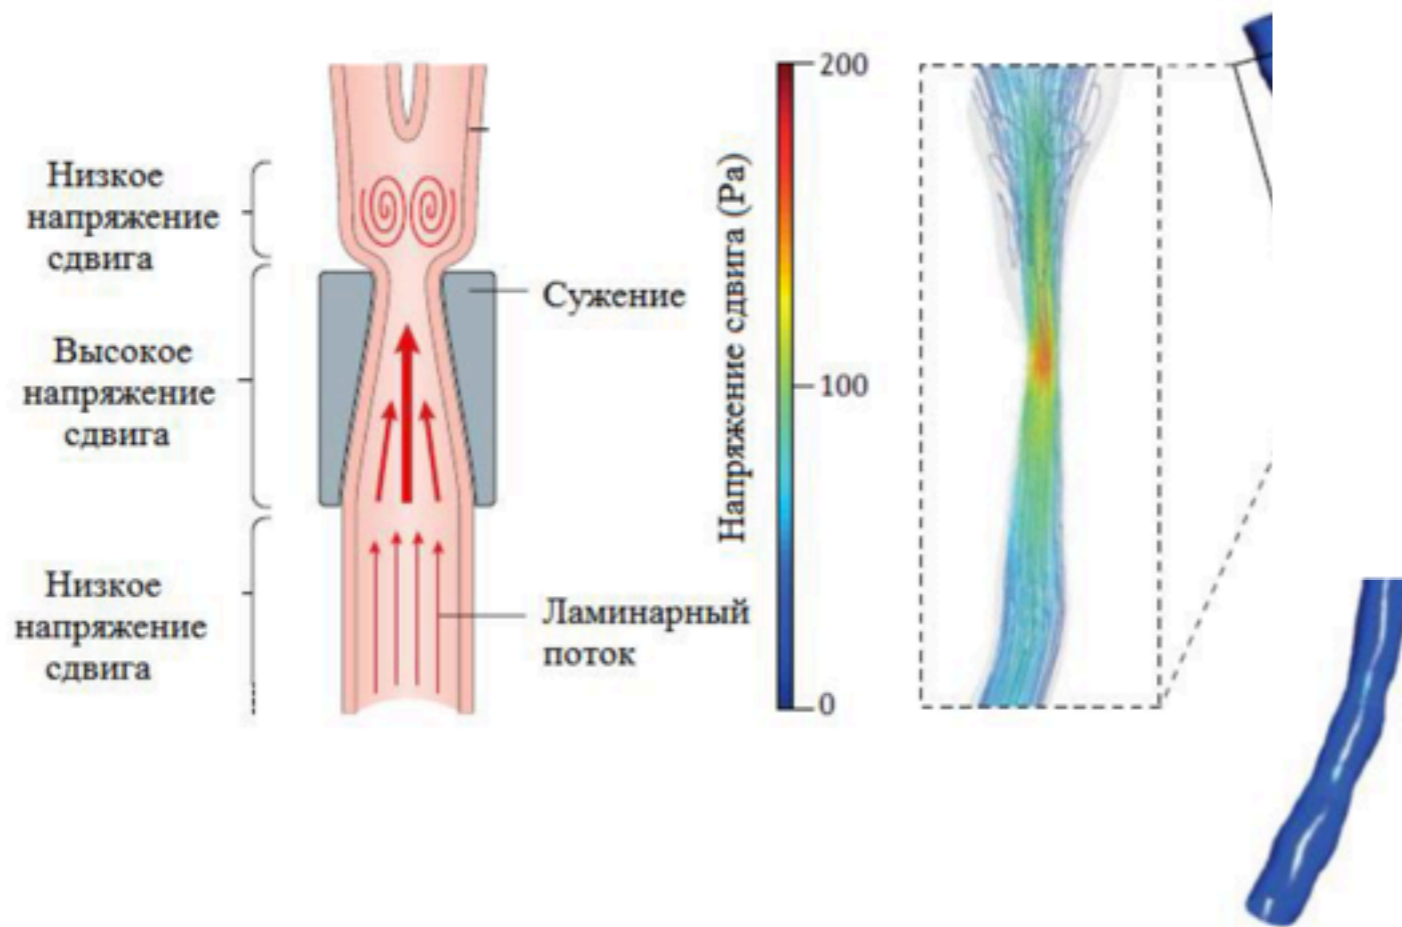 Низкое
напряжение
сдвига
Высокое
напряжение
сдвига
Низкое
напряжение
сдвига
Сужение
Ламинарный
поток
Напряжение сдвига (Pa)
200
100
0